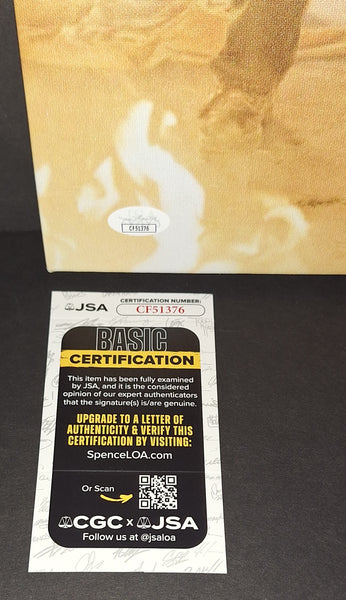 CF51376
JSA
CERTIFICATION NUMBER:
CF51376
BASIC
CERTIFICATION
This item has been fully examined
by JSA, and it is the considered
opinion of our expert authenticators
that the signature(s) is/are genuine.
UPGRADE TO A LETTER OF
AUTHENTICITY & VERIFY THIS
CERTIFICATION BY VISITING:
SpenceLOA.com
Or Scan
CGC x JSA
Follow us at @jsaloa